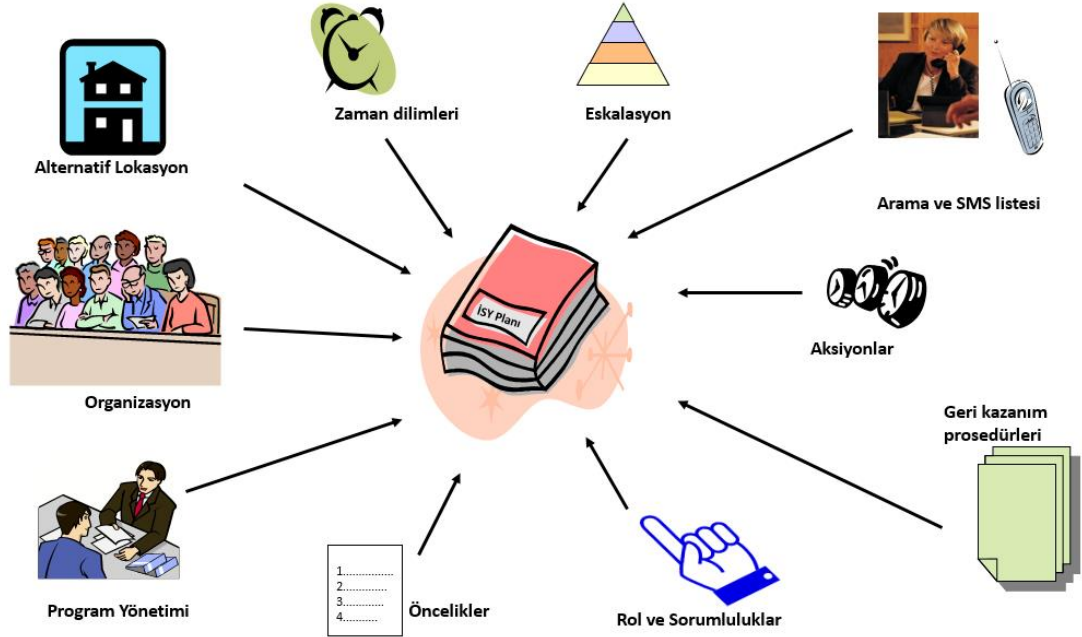 Zaman dilimleri
Eskalasyon
Alternatif Lokasyon
Arama ve SMS listesi
İSY Planı
Aksiyonlar
Organizasyon
Geri kazanım
prosedürleri
Program Yönetimi
1..............
2..............
3..........
4.........
Öncelikler
Rol ve Sorumluluklar